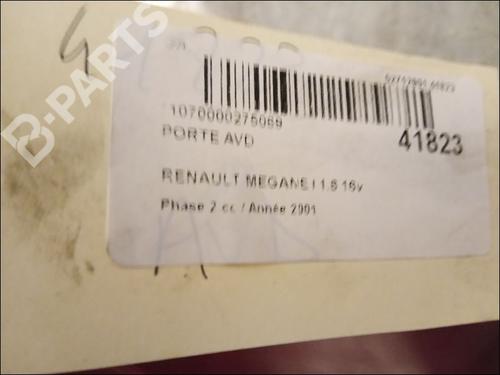 B-PARTS
1070000275069
41823
PORTE AVD
RENAULT MEGANE I 1.6 16v
Phase 2 cc / Année 2001